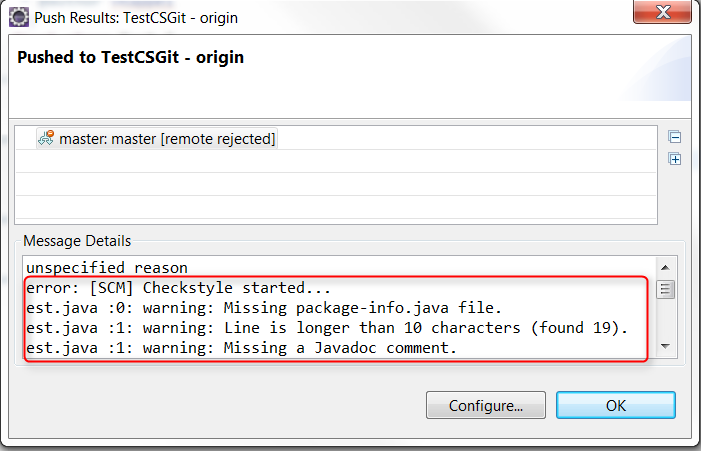 Push Results: TestCSGit - origin
Pushed to TestCSGit - origin
master: master [remote rejected]
Message Details
unspecified reason
error: [SCM] Checkstyle started...
est.java :0: warning: Missing package-info.java file.
est.java :1: warning: Line is longer than 10 characters (found 19).
est.java :1: warning: Missing a Javadoc comment.
Configure...
OK